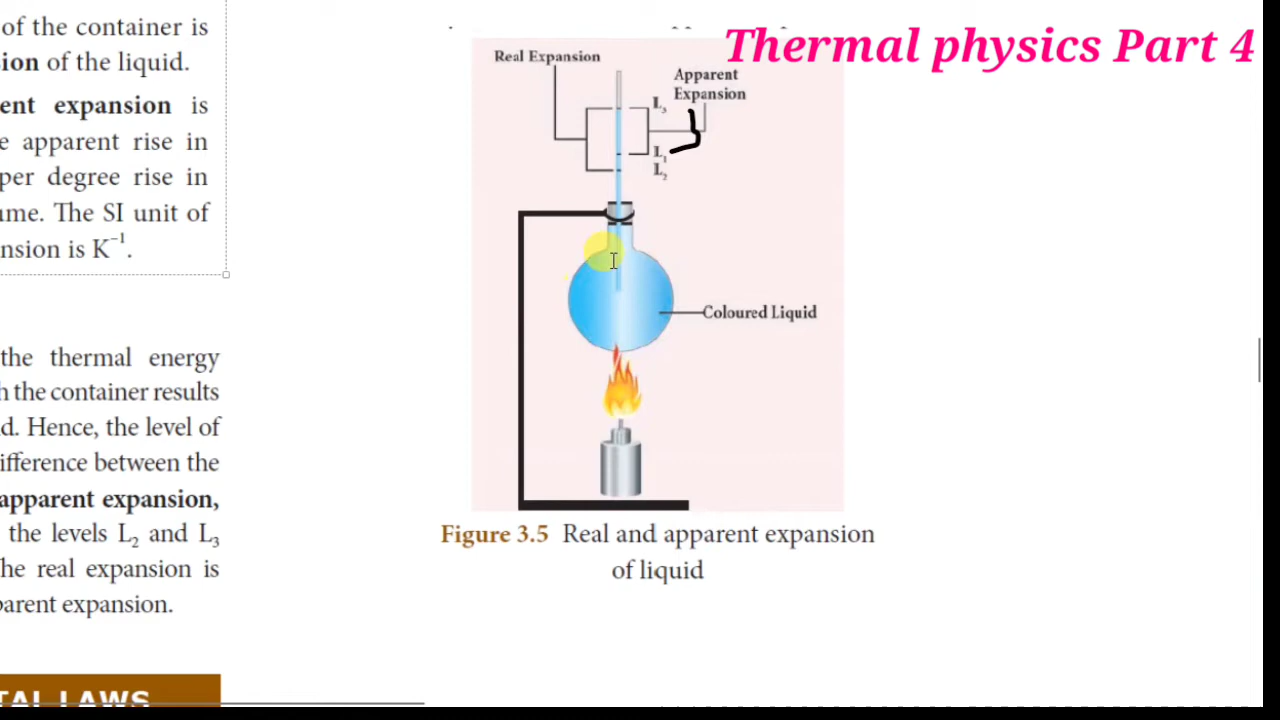 Thermal physics Part 4
of the container is
ion of the liquid.
ent expansion is
e apparent rise in
per degree rise in
ume. The SI unit of
nsion is K⁻¹.
the thermal energy
h the container results
d. Hence, the level of
ifference between the
apparent expansion,
the levels L₂ and L₃
he real expansion is
parent expansion.
TAL LAWS
Real Expansion
Apparent
Expansion
L₃
L₁
L₂
Coloured Liquid
Figure 3.5 Real and apparent expansion
of liquid